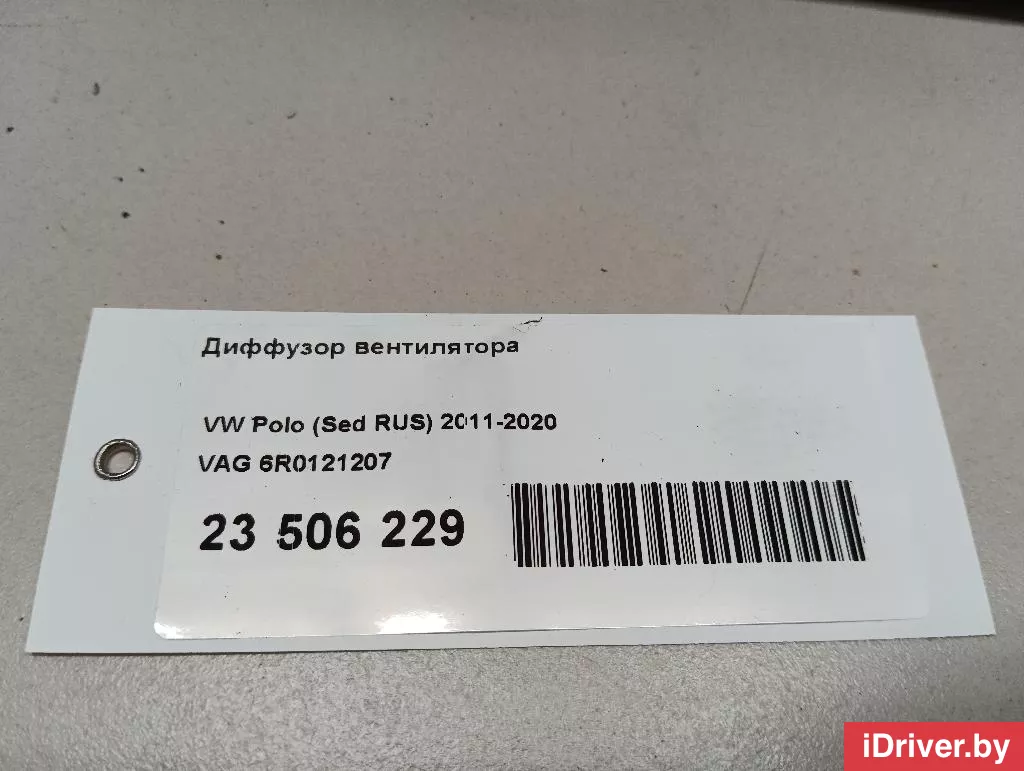 Диффузор вентилятора
VW Polo (Sed RUS) 2011-2020
VAG 6R0121207
23 506 229
iDriver.by